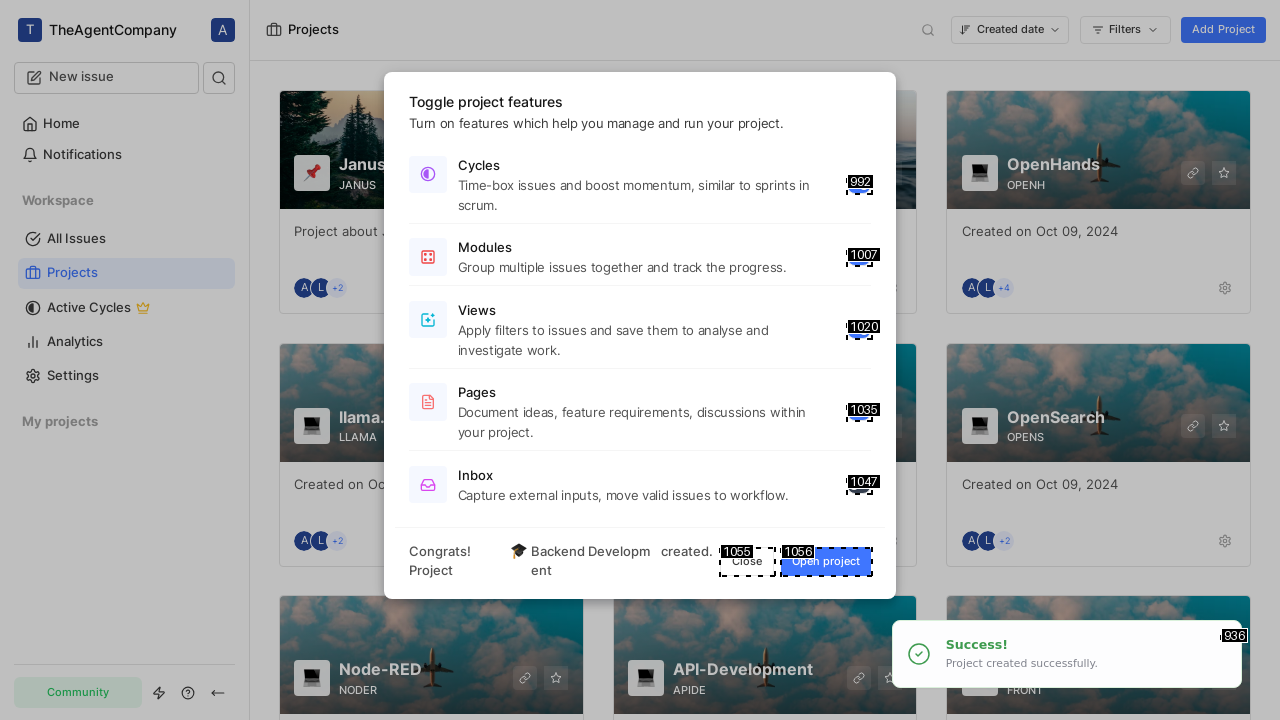 T TheAgentCompany A
Projects
Created date
Filters
Add Project
New issue
Home
Notifications
Workspace
All Issues
Projects
Active Cycles
Analytics
Settings
My projects
Community
Janus
JANUS
Project about
A L +2
OpenHands
OPENH
Created on Oct 09, 2024
A L +4
llama.
LLAMA
Created on Oc
A L +2
OpenSearch
OPENS
Created on Oct 09, 2024
A L +2
Node-RED
NODER
API-Development
APIDE
FRONT
Toggle project features
Turn on features which help you manage and run your project.
Cycles
Time-box issues and boost momentum, similar to sprints in
scrum.
992
Modules
Group multiple issues together and track the progress.
1007
Views
Apply filters to issues and save them to analyse and
investigate work.
1020
Pages
Document ideas, feature requirements, discussions within
your project.
1035
Inbox
Capture external inputs, move valid issues to workflow.
1047
Congrats! Backend Developm created.
Project ent
1055
Close
1056
Open project
936
Success!
Project created successfully.